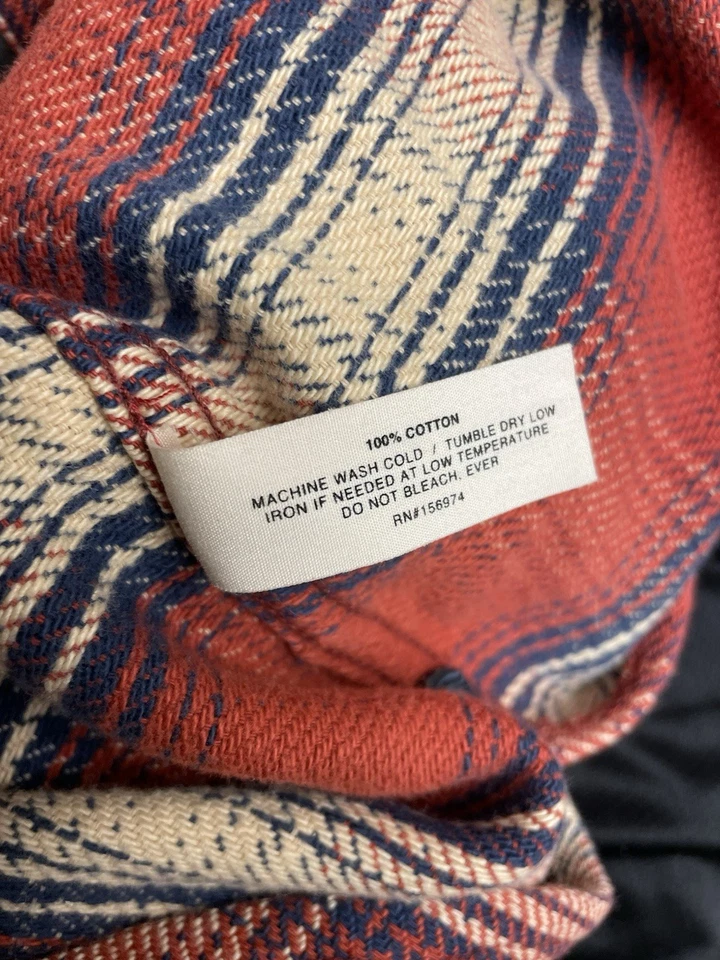 100% COTTON
MACHINE WASH COLD / TUMBLE DRY LOW
IRON IF NEEDED AT LOW TEMPERATURE
DO NOT BLEACH, EVER
RN#156974